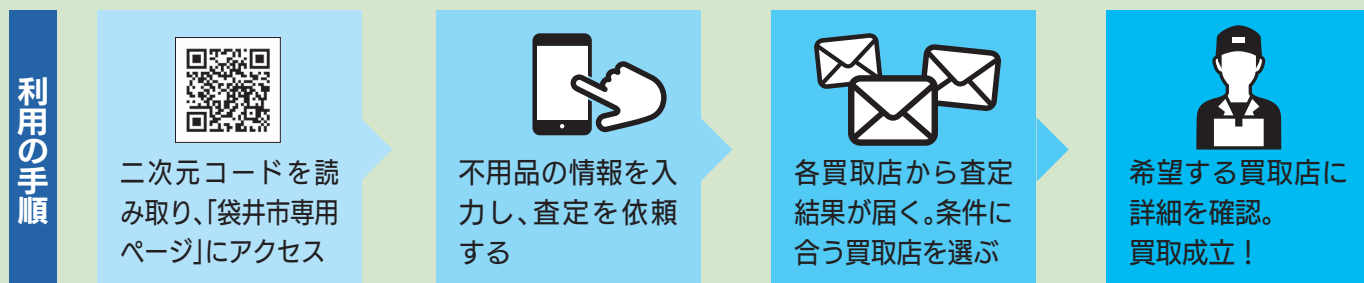 利用の手順
二次元コードを読
み取り、「袋井市専用
ページ」にアクセス
不用品の情報を入
力し、査定を依頼
する
各買取店から査定
結果が届く。条件に
合う買取店を選ぶ
希望する買取店に
詳細を確認。
買取成立！